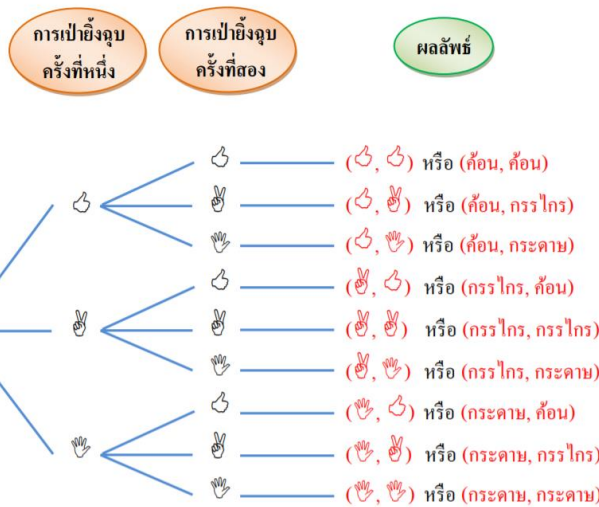 การเป่ายิ้งฉุบ
ครั้งที่หนึ่ง
การเป่ายิ้งฉุบ
ครั้งที่สอง
ผลลัพธ์
(👍, 👍) หรือ (ค้อน, ค้อน)
(👍, ✌) หรือ (ค้อน, กรรไกร)
(👍, 🖐) หรือ (ค้อน, กระดาษ)
(✌, 👍) หรือ (กรรไกร, ค้อน)
(✌, ✌) หรือ (กรรไกร, กรรไกร)
(✌, 🖐) หรือ (กรรไกร, กระดาษ)
(🖐, 👍) หรือ (กระดาษ, ค้อน)
(🖐, ✌) หรือ (กระดาษ, กรรไกร)
(🖐, 🖐) หรือ (กระดาษ, กระดาษ)